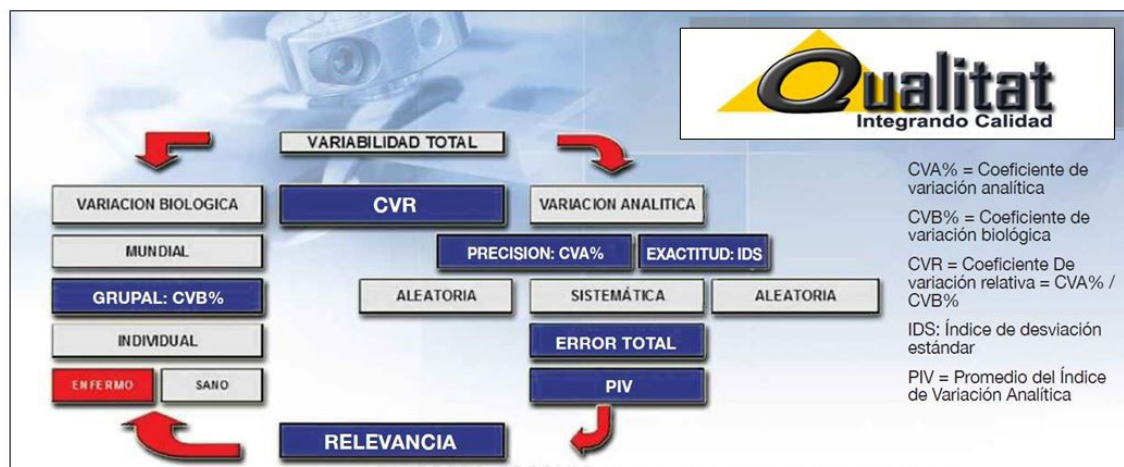 Qualitat
Integrando Calidad
VARIABILIDAD TOTAL
VARIACION BIOLOGICA
CVR
VARIACION ANALITICA
MUNDIAL
PRECISION: CVA%
EXACTITUD: IDS
GRUPAL: CVB%
ALEATORIA
SISTEMÁTICA
ALEATORIA
INDIVIDUAL
ERROR TOTAL
ENFERMO
SANO
PIV
RELEVANCIA
CVA% = Coeficiente de
variación analítica
CVB% = Coeficiente de
variación biológica
CVR = Coeficiente De
variación relativa = CVA% /
CVB%
IDS: Índice de desviación
estándar
PIV = Promedio del Índice
de Variación Analítica